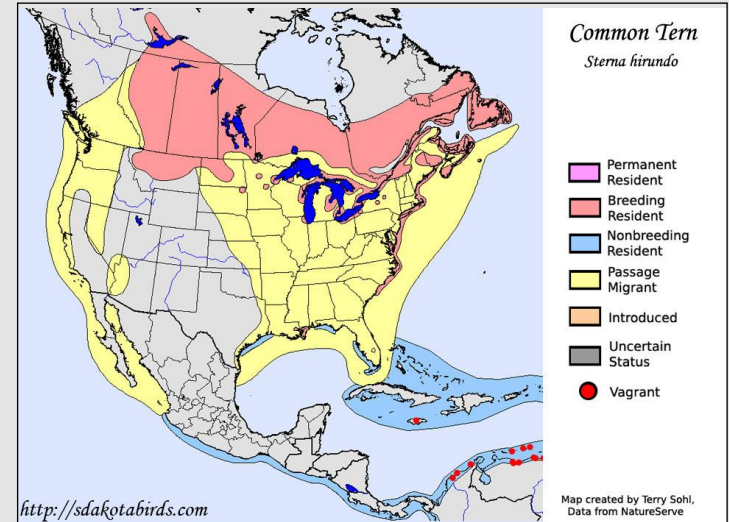 Common Tern
Sterna hirundo
Permanent
Resident
Breeding
Resident
Nonbreeding
Resident
Passage
Migrant
Introduced
Uncertain
Status
Vagrant
http://sdakotabirds.com
Map created by Terry Sohl,
Data from NatureServe